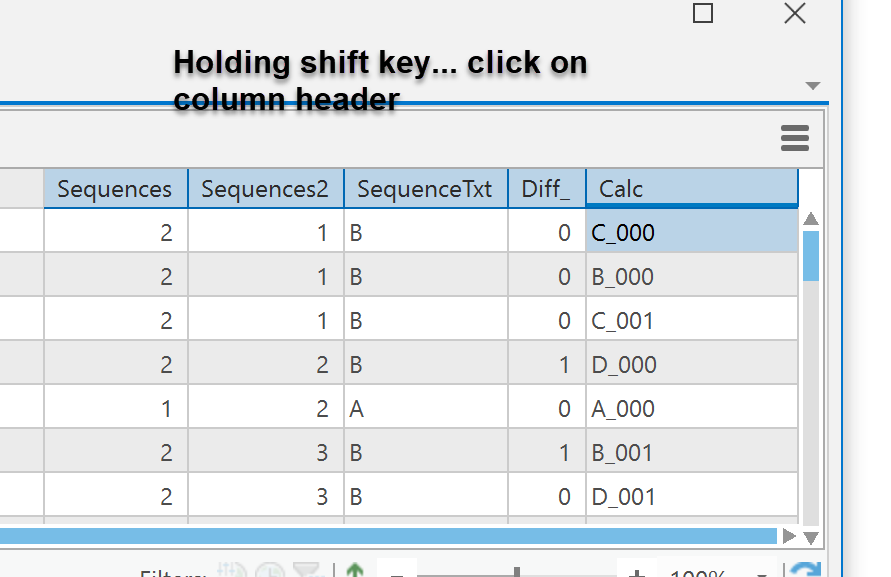 Holding shift key... click on
column header
Sequences Sequences2 SequenceTxt Diff_ Calc
2 1 B 0 C_000
2 1 B 0 B_000
2 1 B 0 C_001
2 2 B 1 D_000
1 2 A 0 A_000
2 3 B 1 B_001
2 3 B 0 D_001
Filters: 100%